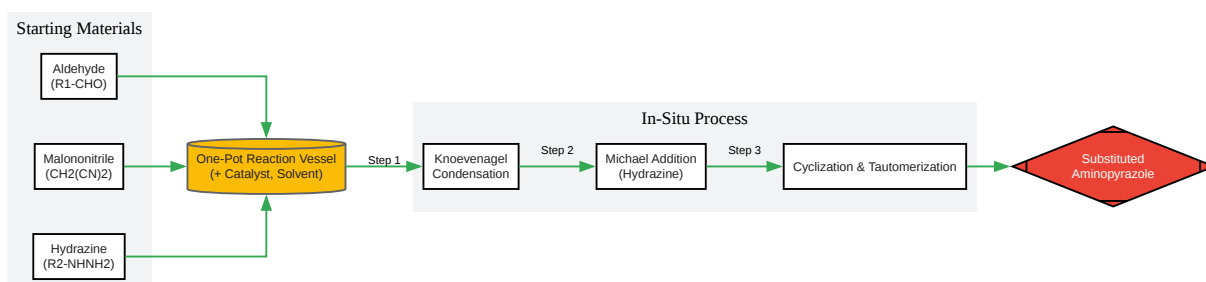 Starting Materials
Aldehyde
(R1-CHO)
Malononitrile
(CH2(CN)2)
Hydrazine
(R2-NHNH2)
One-Pot Reaction Vessel
(+ Catalyst, Solvent)
Step 1
In-Situ Process
Knoevenagel
Condensation
Step 2
Michael Addition
(Hydrazine)
Step 3
Cyclization & Tautomerization
Substituted
Aminopyrazole